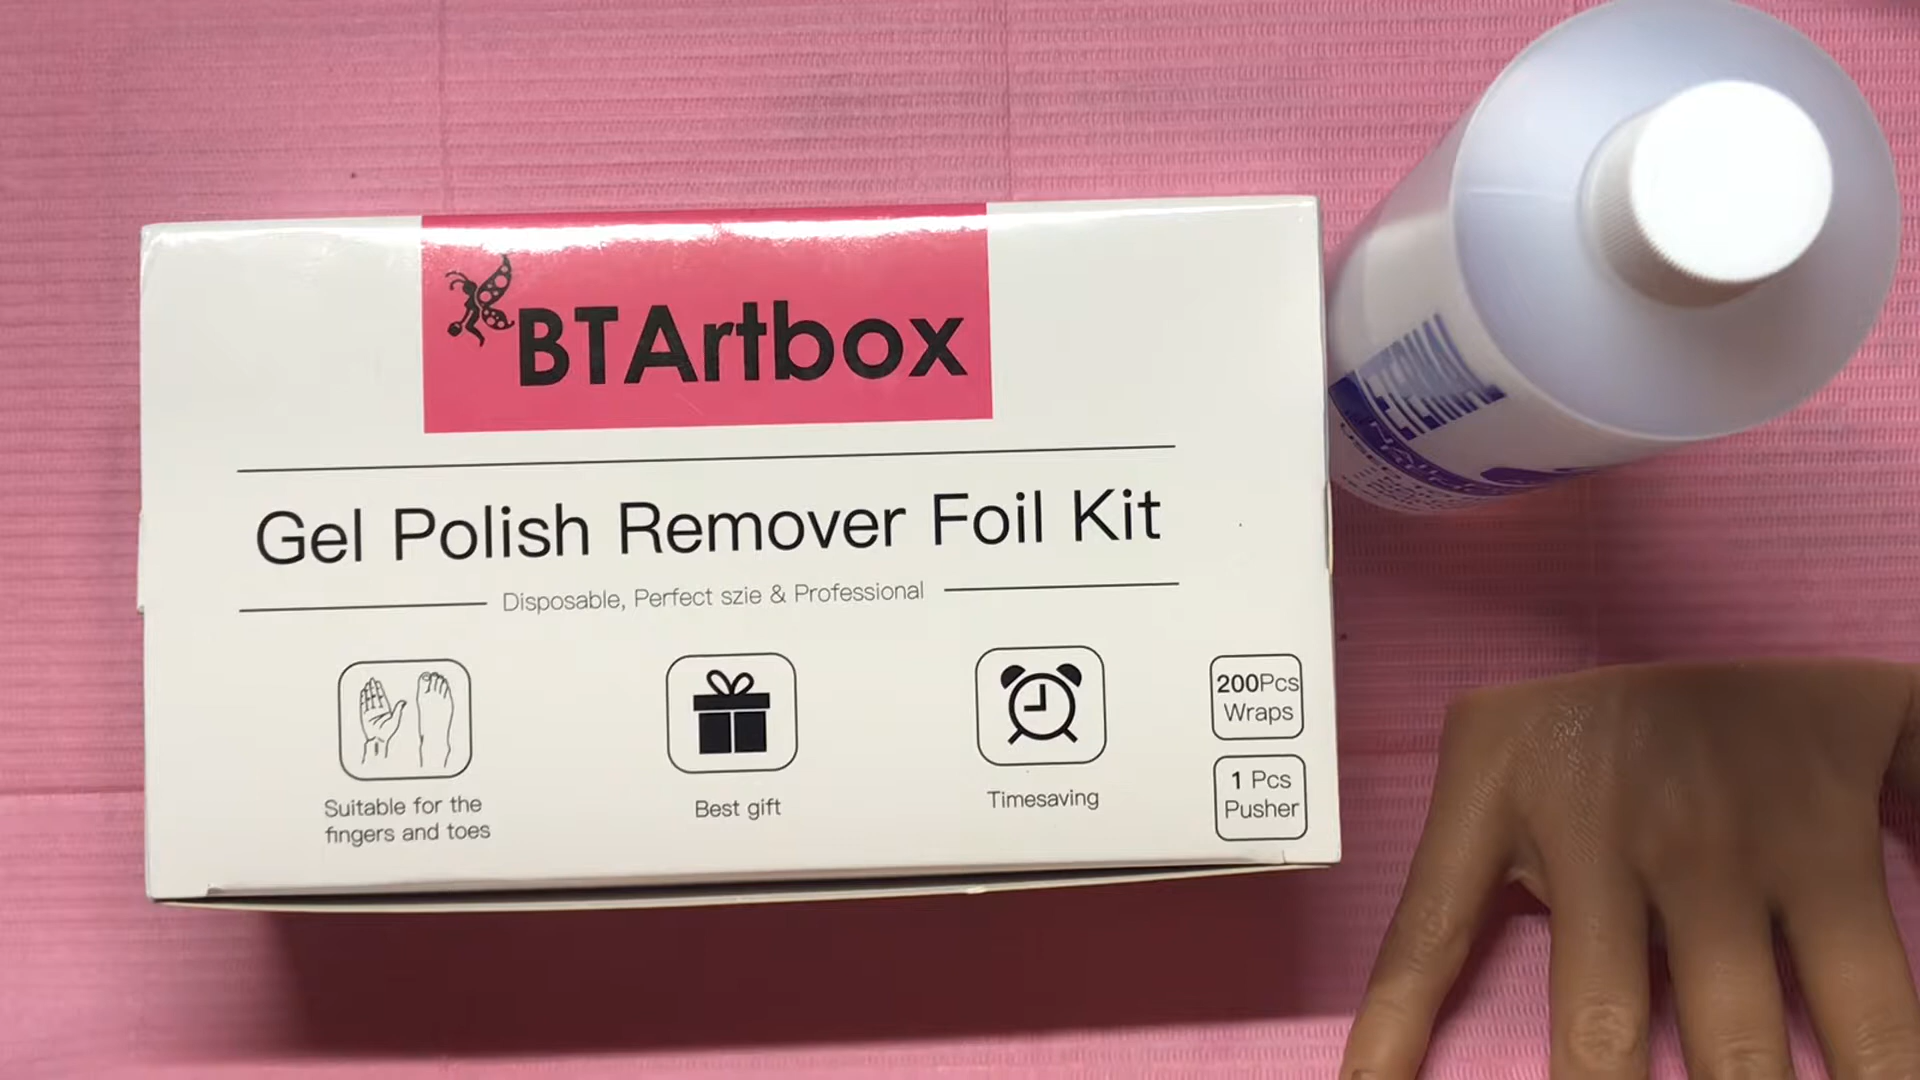 BTArtbox
Gel Polish Remover Foil Kit
Disposable, Perfect szie & Professional
Suitable for the
fingers and toes
Best gift
Timesaving
200Pcs
Wraps
1 Pcs
Pusher